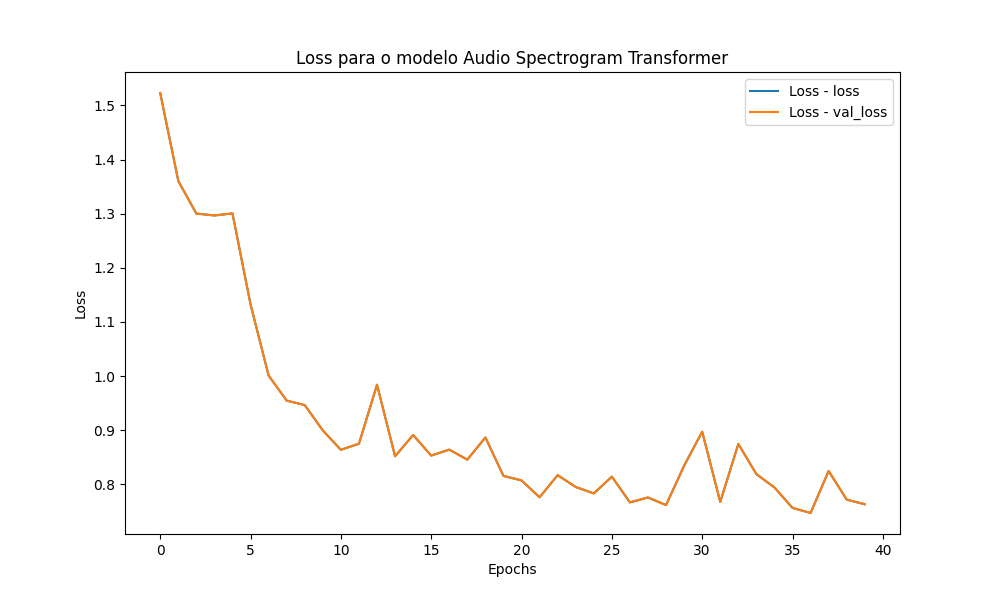 Loss para o modelo Audio Spectrogram Transformer
Loss - loss
Loss - val_loss
1.5
1.4
1.3
1.2
1.1
1.0
0.9
0.8
Loss
0 5 10 15 20 25 30 35 40
Epochs